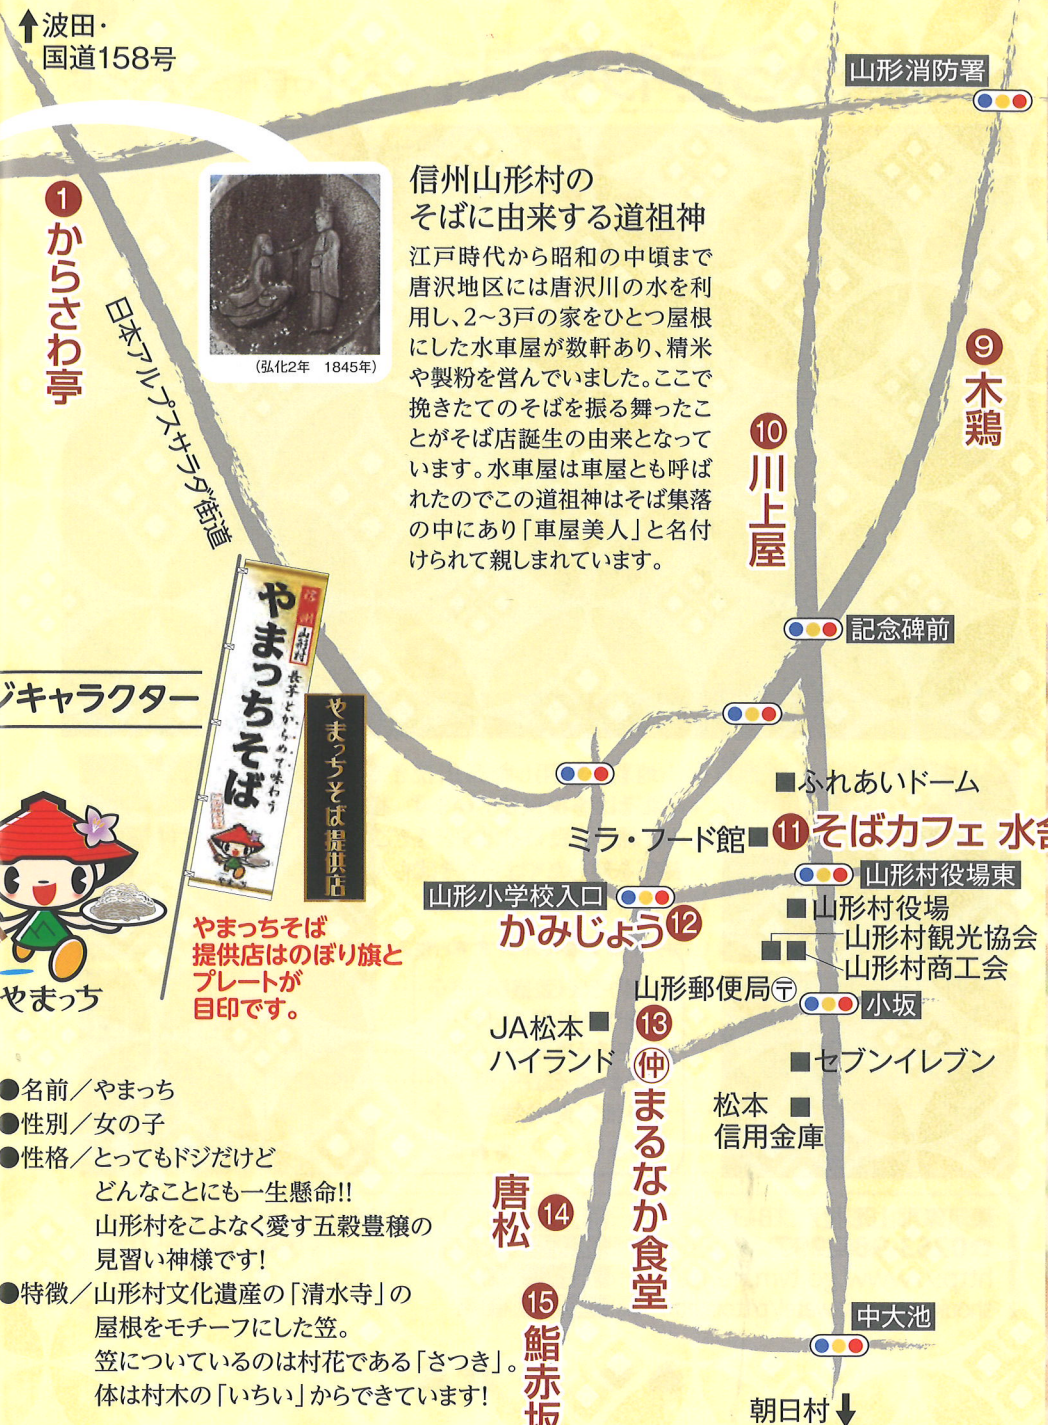 波田・
国道158号
山形消防署
1
からさわ亭
日本アルプスサラダ街道
(弘化2年 1845年)
信州山形村の
そばに由来する道祖神
江戸時代から昭和の中頃まで
唐沢地区には唐沢川の水を利
用し、2〜3戸の家をひとつ屋根
にした水車屋が数軒あり、精米
や製粉を営んでいました。ここで
挽きたてのそばを振る舞ったこ
とがそば店誕生の由来となって
います。水車屋は車屋とも呼ば
れたのでこの道祖神はそば集落
の中にあり「車屋美人」と名付
けられて親しまれています。
9
木鶏
10
川上屋
記念碑前
ジキャラクター
信州
山形村
長芋とからめて味わう
やまっちそば
やまっち
やまっちそば提供店
やまっちそば
提供店はのぼり旗と
プレートが
目印です。
やまっち
ふれあいドーム
ミラ・フード館
11
そばカフェ 水舎
山形村役場東
山形小学校入口
かみじょう
12
山形村役場
山形村観光協会
山形村商工会
山形郵便局〒
小坂
JA松本
ハイランド
13
仲
まるなか食堂
セブンイレブン
松本
信用金庫
●名前/やまっち
●性別/女の子
●性格/とってもドジだけど
どんなことにも一生懸命!!
山形村をこよなく愛す五穀豊穣の
見習い神様です!
●特徴/山形村文化遺産の「清水寺」の
屋根をモチーフにした笠。
笠についているのは村花である「さつき」。
体は村木の「いちい」からできています!
唐松
14
15
鮨赤坂
中大池
朝日村